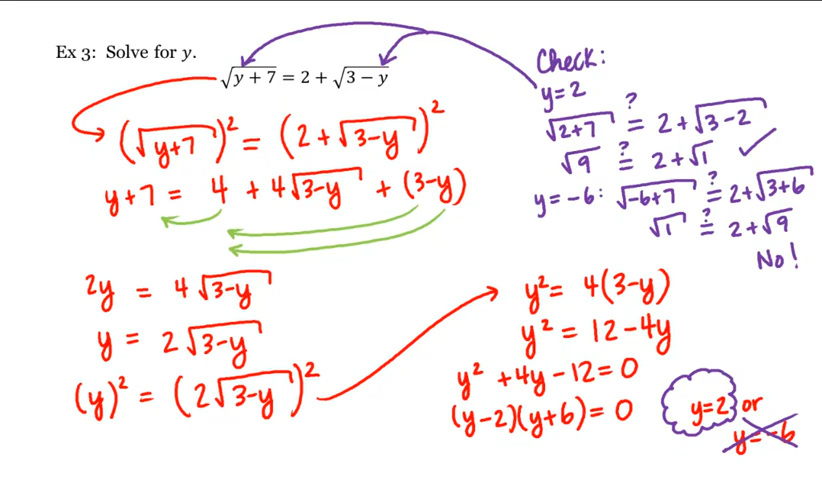 Ex 3: Solve for y.
√(y + 7) = 2 + √(3 − y)
(√(y+7))² = (2 + √(3−y))²
y+7 = 4 + 4√(3−y) + (3−y)
2y = 4√(3−y)
y = 2√(3−y)
(y)² = (2√(3−y))²
y² = 4(3−y)
y² = 12−4y
y² + 4y − 12 = 0
(y−2)(y+6) = 0
y=2 or
y=−6
Check:
y=2
√(2+7) ≟ 2+√(3−2)
√9 ≟ 2+√1 ✓
y=−6: √(−6+7) ≟ 2+√(3+6)
√1 ≟ 2+√9
No!